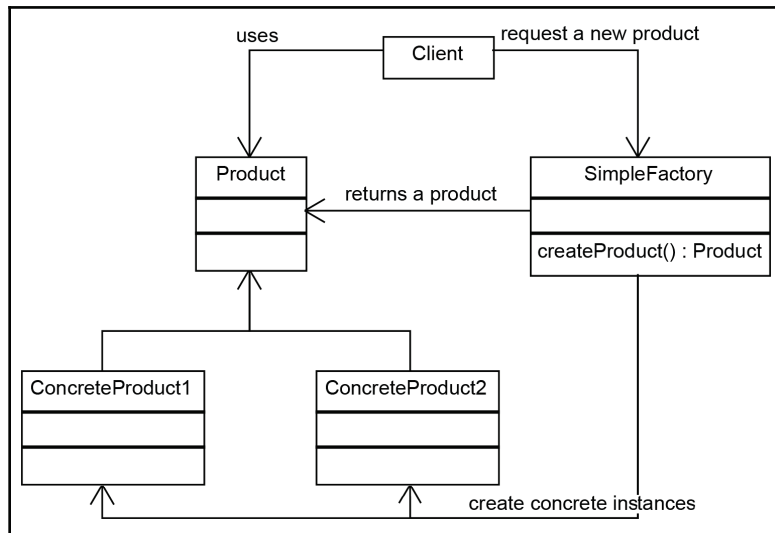 uses
request a new product
Client
Product
SimpleFactory
returns a product
createProduct() : Product
ConcreteProduct1
ConcreteProduct2
create concrete instances